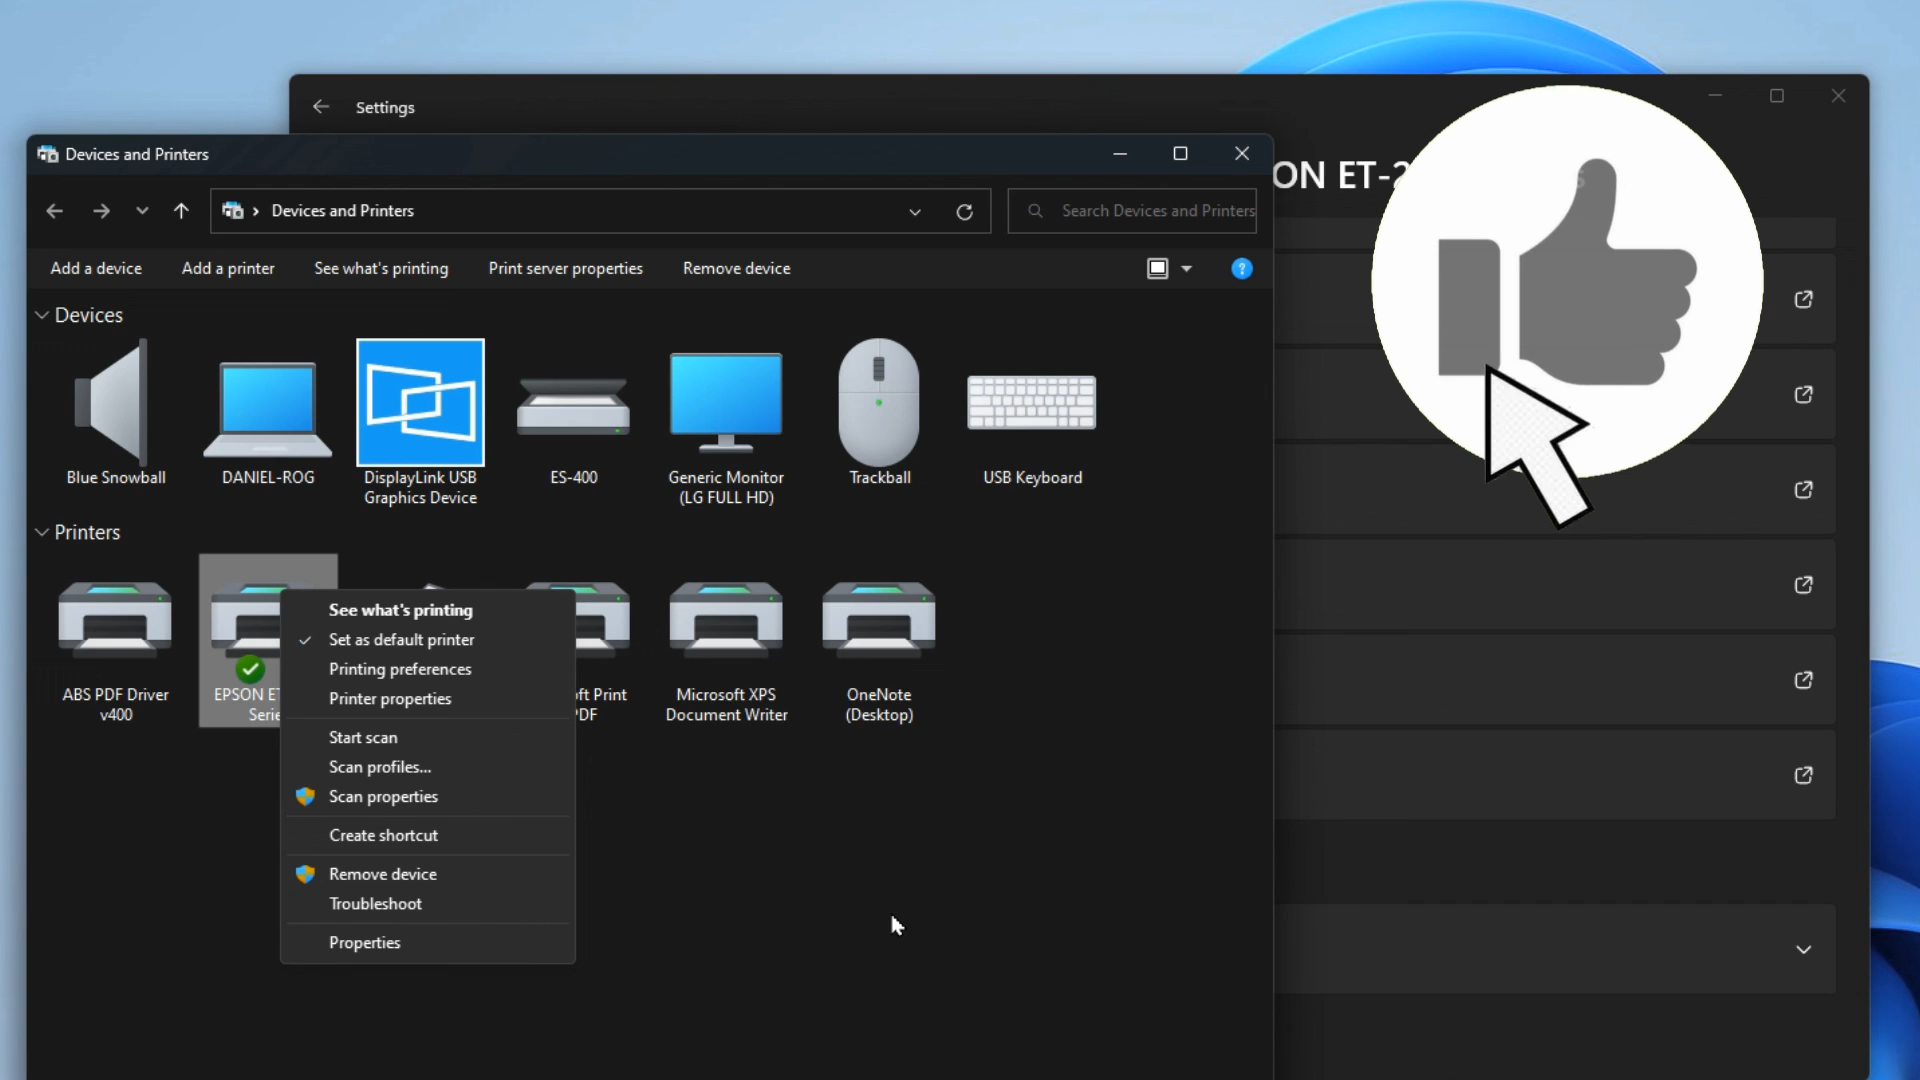 Settings
Devices and Printers
ON ET-2
Devices and Printers
Search Devices and Printers
Add a device
Add a printer
See what's printing
Print server properties
Remove device
Devices
Blue Snowball
DANIEL-ROG
DisplayLink USB
Graphics Device
ES-400
Generic Monitor
(LG FULL HD)
Trackball
USB Keyboard
Printers
ABS PDF Driver
v400
EPSON ET
Serie
ft Print
PDF
Microsoft XPS
Document Writer
OneNote
(Desktop)
See what's printing
Set as default printer
Printing preferences
Printer properties
Start scan
Scan profiles...
Scan properties
Create shortcut
Remove device
Troubleshoot
Properties